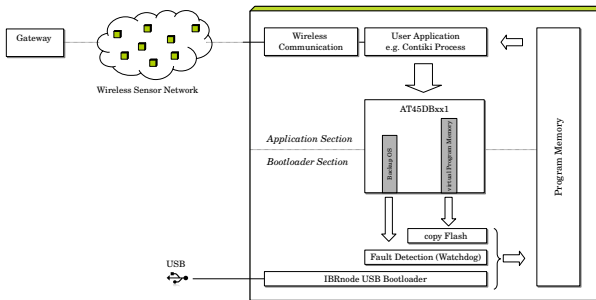 Gateway
Wireless Sensor Network
Wireless
Communication
User Application
e.g. Contiki Process
AT45DBxx1
Application Section
Bootloader Section
Backup OS
virtual Program Memory
Program Memory
copy Flash
Fault Detection (Watchdog)
USB
IBRnode USB Bootloader